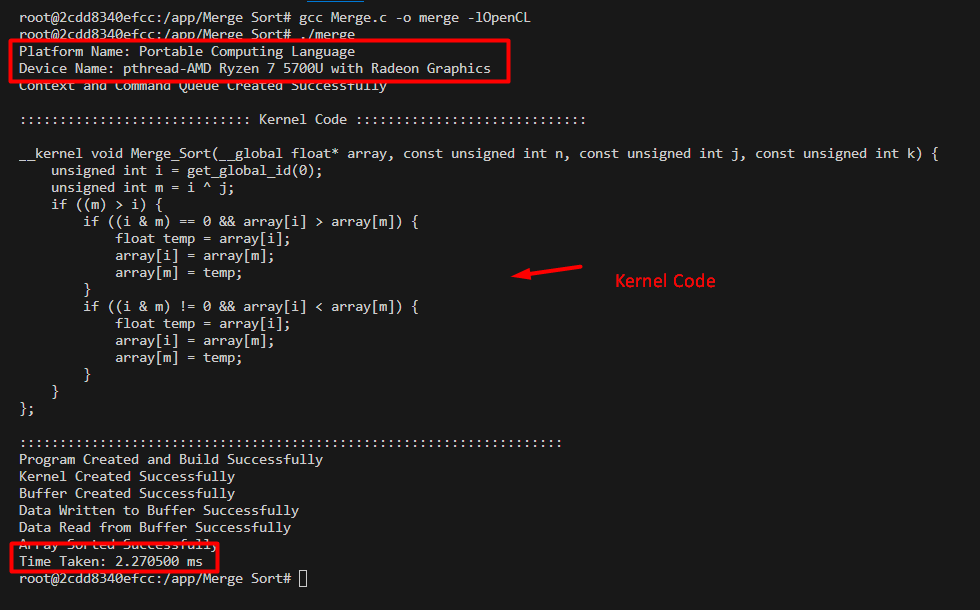 root@2cdd8340efcc:/app/Merge Sort# gcc Merge.c -o merge -lOpenCL
root@2cdd8340efcc:/app/Merge Sort# ./merge
Platform Name: Portable Computing Language
Device Name: pthread-AMD Ryzen 7 5700U with Radeon Graphics
Context and Command Queue Created Successfully
::::::::::::::::::::::::::::: Kernel Code :::::::::::::::::::::::::::::
__kernel void Merge_Sort(__global float* array, const unsigned int n, const unsigned int j, const unsigned int k) {
    unsigned int i = get_global_id(0);
    unsigned int m = i ^ j;
    if ((m) > i) {
        if ((i & m) == 0 && array[i] > array[m]) {
            float temp = array[i];
            array[i] = array[m];
            array[m] = temp;
        }
        if ((i & m) != 0 && array[i] < array[m]) {
            float temp = array[i];
            array[i] = array[m];
            array[m] = temp;
        }
    }
};
Kernel Code
::::::::::::::::::::::::::::::::::::::::::::::::::::::::::::::::::::
Program Created and Build Successfully
Kernel Created Successfully
Buffer Created Successfully
Data Written to Buffer Successfully
Data Read from Buffer Successfully
Array Sorted Successfully
Time Taken: 2.270500 ms
root@2cdd8340efcc:/app/Merge Sort#